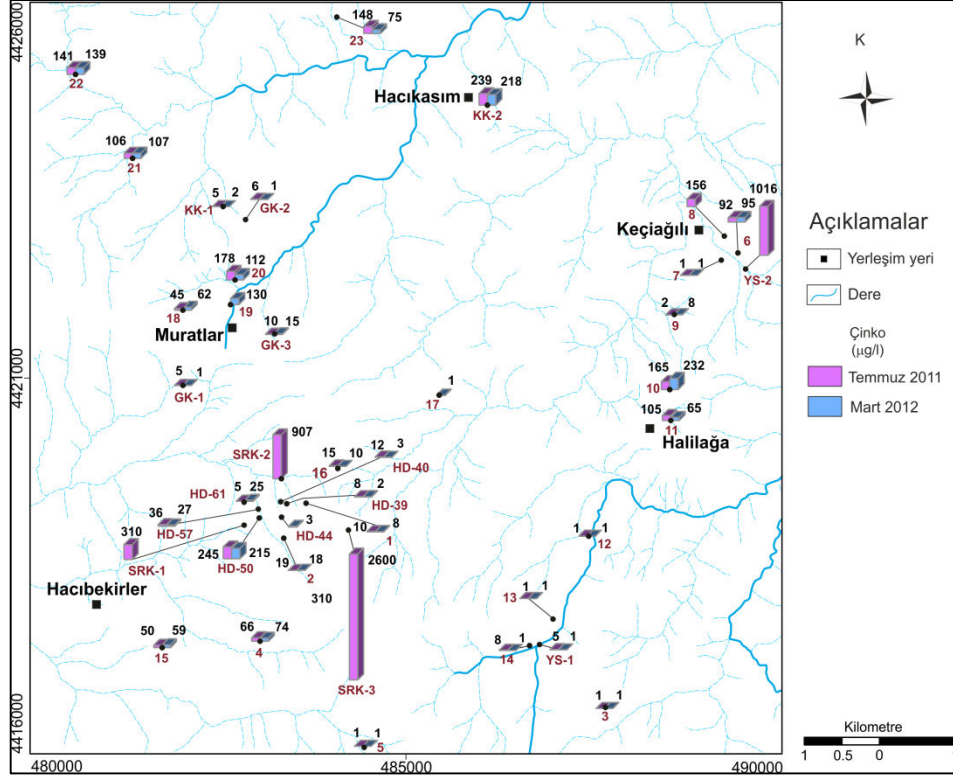 4426000
4421000
4416000
480000
485000
490000
148 75
23
141 139
22
Hacıkasım
239 218
KK-2
106 107
21
5 2
KK-1
6 1
GK-2
156
8
92 95
6
1016
YS-2
Keçiağılı
1 1
7
178 112
20
130
19
45 62
18
Muratlar
10 15
GK-3
2 8
9
5 1
GK-1
1
17
165 232
10
105 65
11
Halilağa
907
SRK-2
15 10
16
12 3
HD-40
HD-61
5 25
8 2
HD-39
36 27
HD-57
3
HD-44
10 8
1
310
SRK-1
245 215
HD-50
19 18
2
310
2600
SRK-3
Hacıbekirler
1 1
12
1 1
13
50 59
15
66 74
4
8 1
14
5 1
YS-1
1 1
3
1 1
5
K
Açıklamalar
Yerleşim yeri
Dere
Çinko
(µg/l)
Temmuz 2011
Mart 2012
Kilometre
1 0.5 0